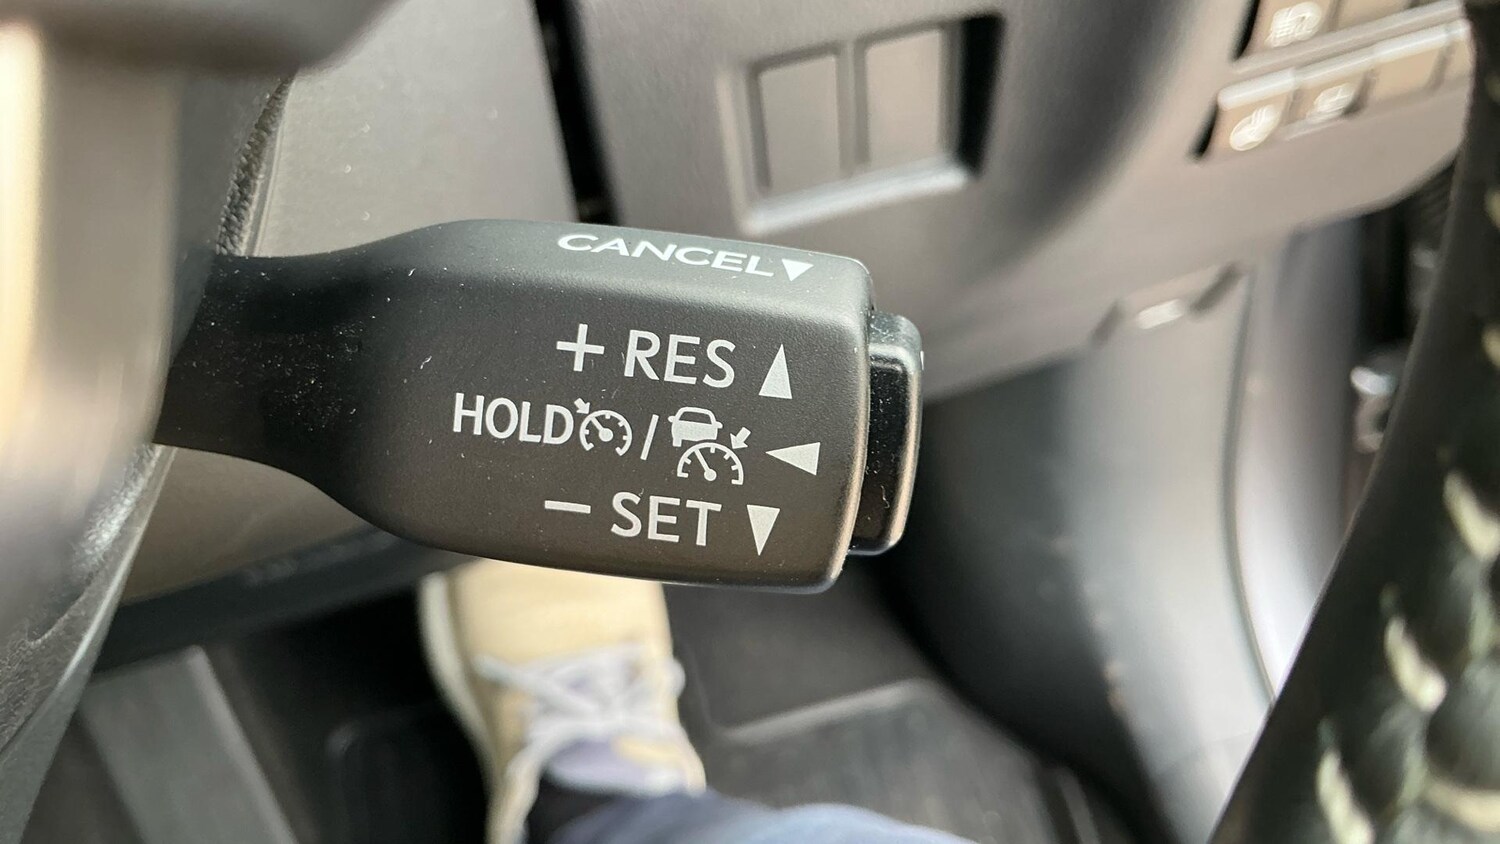 CANCEL▼
+ RES ▲
HOLD / ◀
− SET ▼